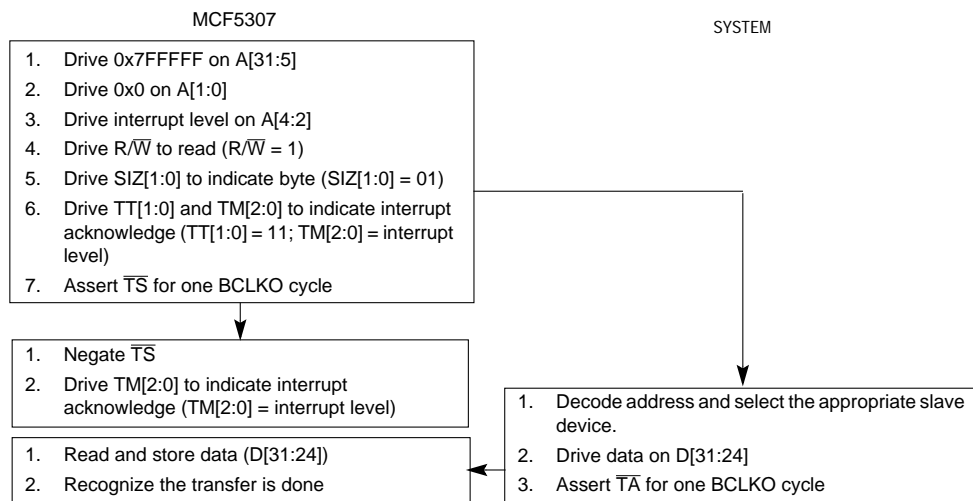 MCF5307
SYSTEM
1. Drive 0x7FFFFF on A[31:5]
2. Drive 0x0 on A[1:0]
3. Drive interrupt level on A[4:2]
4. Drive R/W̅ to read (R/W̅ = 1)
5. Drive SIZ[1:0] to indicate byte (SIZ[1:0] = 01)
6. Drive TT[1:0] and TM[2:0] to indicate interrupt
acknowledge (TT[1:0] = 11; TM[2:0] = interrupt
level)
7. Assert T̅S̅ for one BCLKO cycle
1. Negate T̅S̅
2. Drive TM[2:0] to indicate interrupt
acknowledge (TM[2:0] = interrupt level)
1. Decode address and select the appropriate slave
device.
2. Drive data on D[31:24]
3. Assert T̅A̅ for one BCLKO cycle
1. Read and store data (D[31:24])
2. Recognize the transfer is done